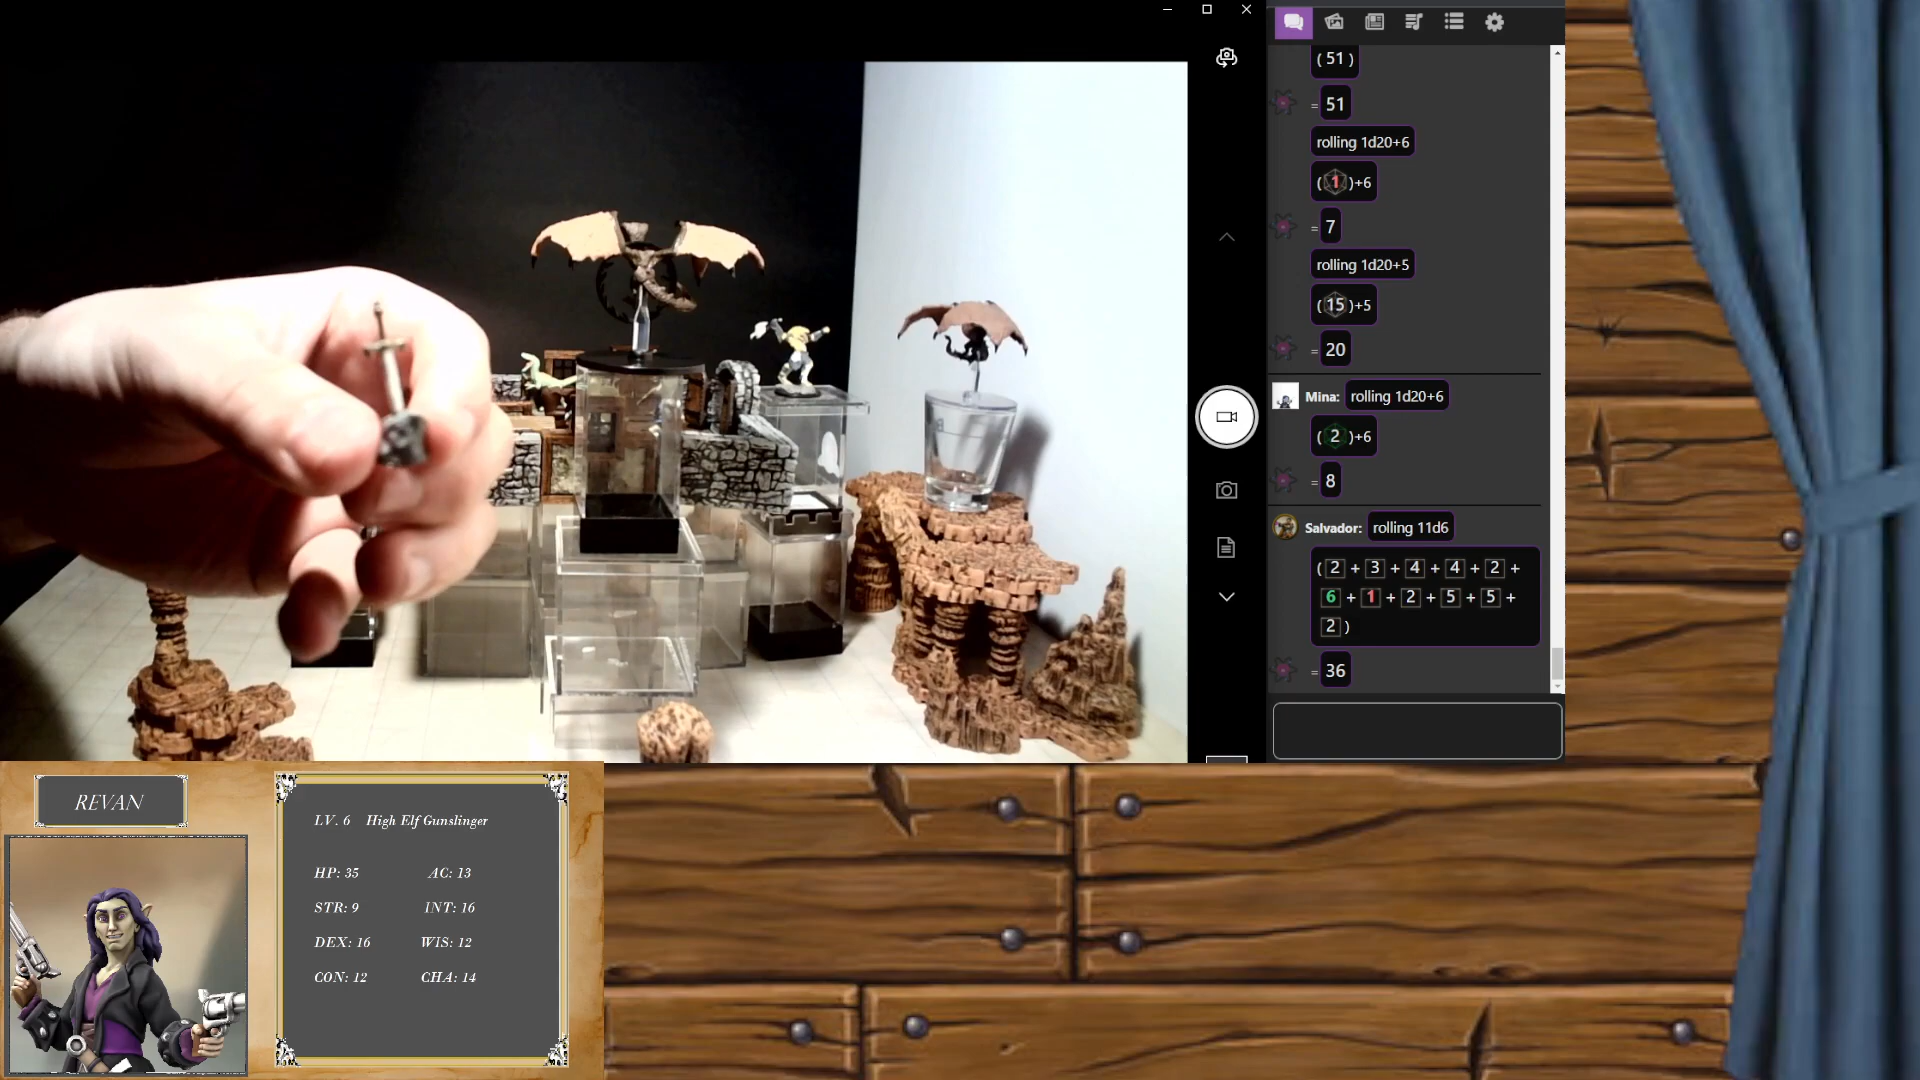 (51)
= 51
rolling 1d20+6
(1)+6
= 7
rolling 1d20+5
(15)+5
= 20
Mina: rolling 1d20+6
(2)+6
= 8
Salvador: rolling 11d6
(2 + 3 + 4 + 4 + 2 +
6 + 1 + 2 + 5 + 5 +
2)
= 36
REVAN
LV. 6 High Elf Gunslinger
HP: 35 AC: 13
STR: 9 INT: 16
DEX: 16 WIS: 12
CON: 12 CHA: 14